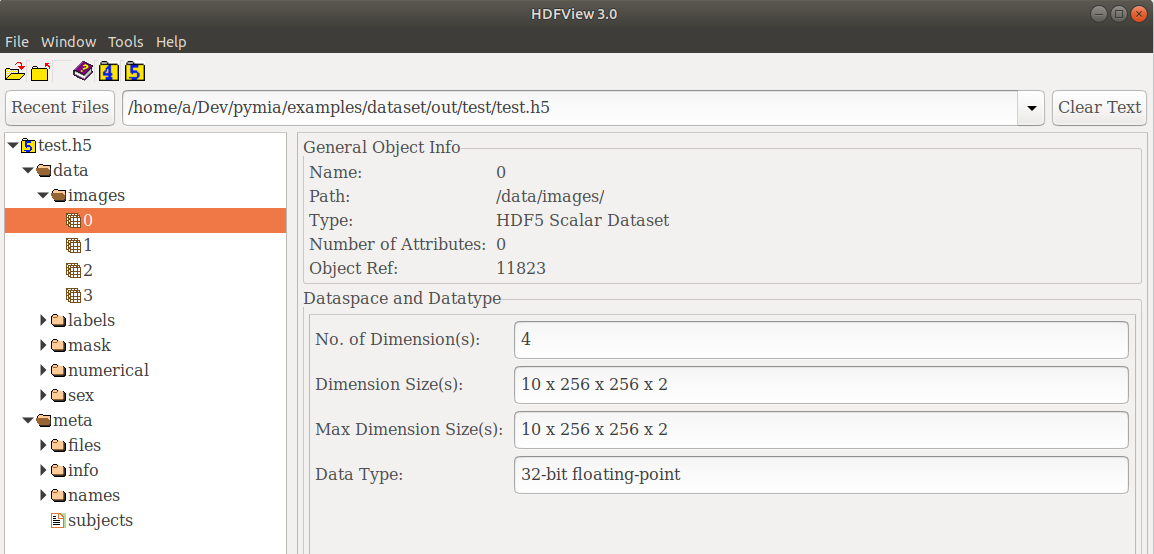 HDFView 3.0
File Window Tools Help
4 5
Recent Files /home/a/Dev/pymia/examples/dataset/out/test/test.h5 Clear Text
5 test.h5
data
images
0
1
2
3
labels
mask
numerical
sex
meta
files
info
names
subjects
General Object Info
Name: 0
Path: /data/images/
Type: HDF5 Scalar Dataset
Number of Attributes: 0
Object Ref: 11823
Dataspace and Datatype
No. of Dimension(s): 4
Dimension Size(s): 10 x 256 x 256 x 2
Max Dimension Size(s): 10 x 256 x 256 x 2
Data Type: 32-bit floating-point